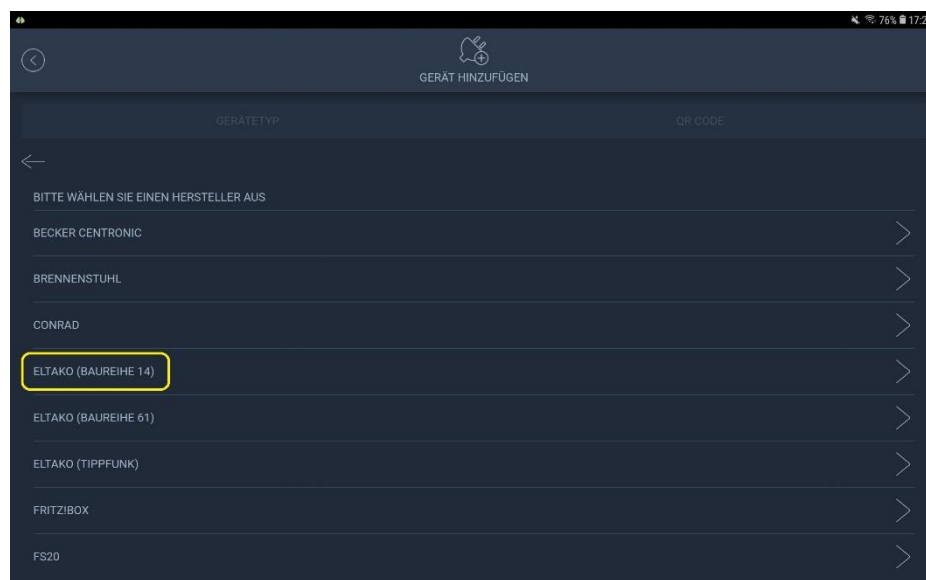 76% 17:2
GERÄT HINZUFÜGEN
GERÄTETYP QR CODE
BITTE WÄHLEN SIE EINEN HERSTELLER AUS
BECKER CENTRONIC
BRENNENSTUHL
CONRAD
ELTAKO (BAUREIHE 14)
ELTAKO (BAUREIHE 61)
ELTAKO (TIPPFUNK)
FRITZ!BOX
FS20